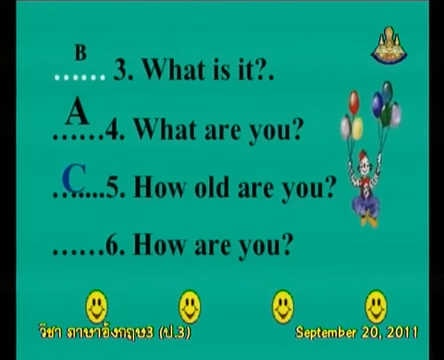 B
...... 3. What is it?.
A
......4. What are you?
C
.......5. How old are you?
......6. How are you?
วิชา ภาษาอังกฤษ3 (ป.3)
September 20, 2011